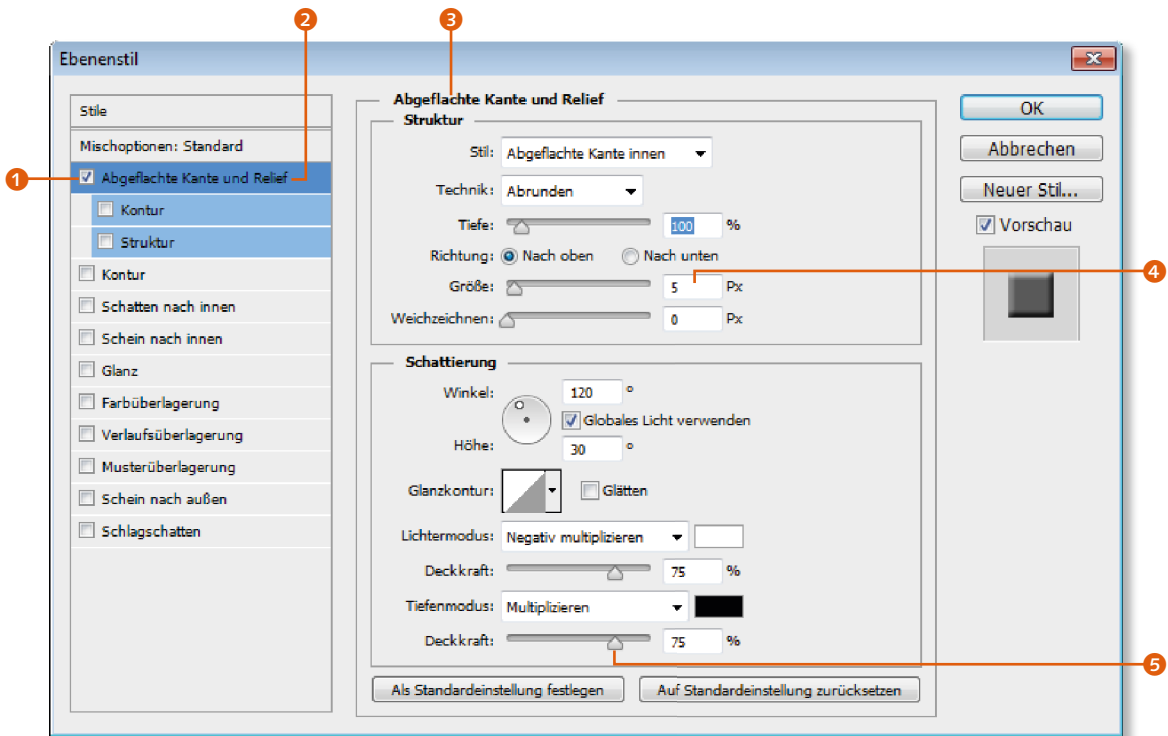 2 3
Ebenenstil
Stile
Mischoptionen: Standard
1
Abgeflachte Kante und Relief
Kontur
Struktur
Kontur
Schatten nach innen
Schein nach innen
Glanz
Farbüberlagerung
Verlaufsüberlagerung
Musterüberlagerung
Schein nach außen
Schlagschatten
Abgeflachte Kante und Relief
Struktur
Stil: Abgeflachte Kante innen
Technik: Abrunden
Tiefe: 100 %
Richtung: Nach oben Nach unten
Größe: 5 Px
4
Weichzeichnen: 0 Px
Schattierung
Winkel: 120 °
Globales Licht verwenden
Höhe: 30 °
Glanzkontur: Glätten
Lichtermodus: Negativ multiplizieren
Deckkraft: 75 %
Tiefenmodus: Multiplizieren
Deckkraft: 75 %
5
Als Standardeinstellung festlegen Auf Standardeinstellung zurücksetzen
OK
Abbrechen
Neuer Stil...
Vorschau